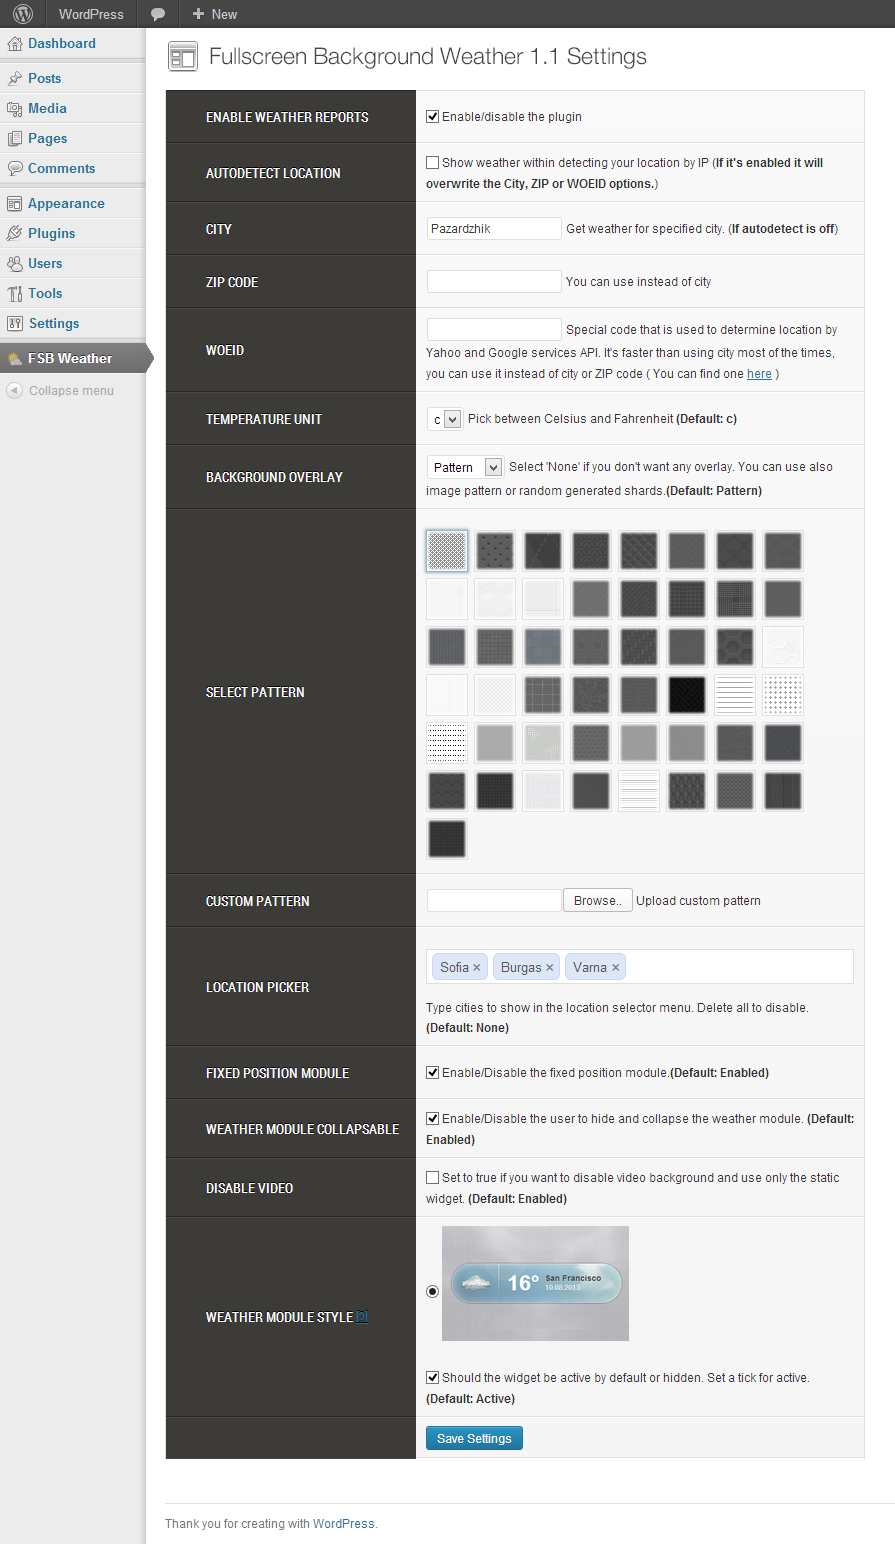 WordPress
New
Dashboard
Posts
Media
Pages
Comments
Appearance
Plugins
Users
Tools
Settings
FSB Weather
Collapse menu
Fullscreen Background Weather 1.1 Settings
ENABLE WEATHER REPORTS
Enable/disable the plugin
AUTODETECT LOCATION
Show weather within detecting your location by IP (If it's enabled it will
overwrite the City, ZIP or WOEID options.)
CITY
Pazardzhik Get weather for specified city. (If autodetect is off)
ZIP CODE
You can use instead of city
WOEID
Special code that is used to determine location by
Yahoo and Google services API. It's faster than using city most of the times,
you can use it instead of city or ZIP code ( You can find one here )
TEMPERATURE UNIT
c Pick between Celsius and Fahrenheit (Default: c)
BACKGROUND OVERLAY
Pattern Select 'None' if you don't want any overlay. You can use also
image pattern or random generated shards.(Default: Pattern)
SELECT PATTERN
CUSTOM PATTERN
Browse.. Upload custom pattern
LOCATION PICKER
Sofia × Burgas × Varna ×
Type cities to show in the location selector menu. Delete all to disable.
(Default: None)
FIXED POSITION MODULE
Enable/Disable the fixed position module.(Default: Enabled)
WEATHER MODULE COLLAPSABLE
Enable/Disable the user to hide and collapse the weather module. (Default:
Enabled)
DISABLE VIDEO
Set to true if you want to disable video background and use only the static
widget. (Default: Enabled)
WEATHER MODULE STYLE [?]
16° San Francisco
10.08.2013
Should the widget be active by default or hidden. Set a tick for active.
(Default: Active)
Save Settings
Thank you for creating with WordPress.